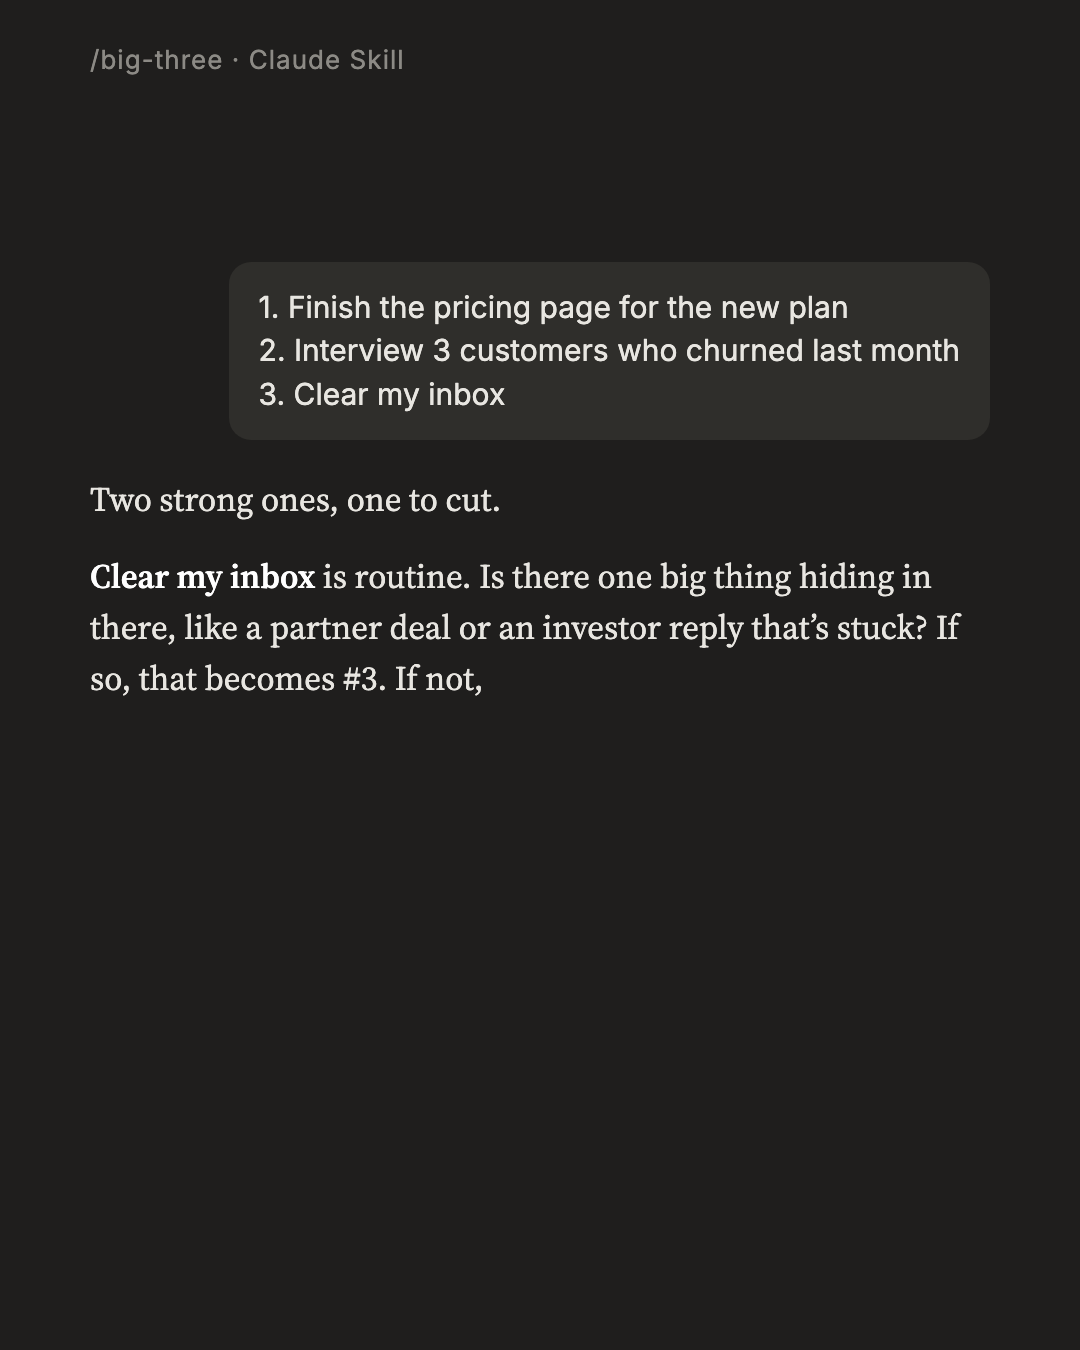 /big-three · Claude Skill
1. Finish the pricing page for the new plan
2. Interview 3 customers who churned last month
3. Clear my inbox
Two strong ones, one to cut.
Clear my inbox is routine. Is there one big thing hiding in
there, like a partner deal or an investor reply that’s stuck? If
so, that becomes #3. If not,